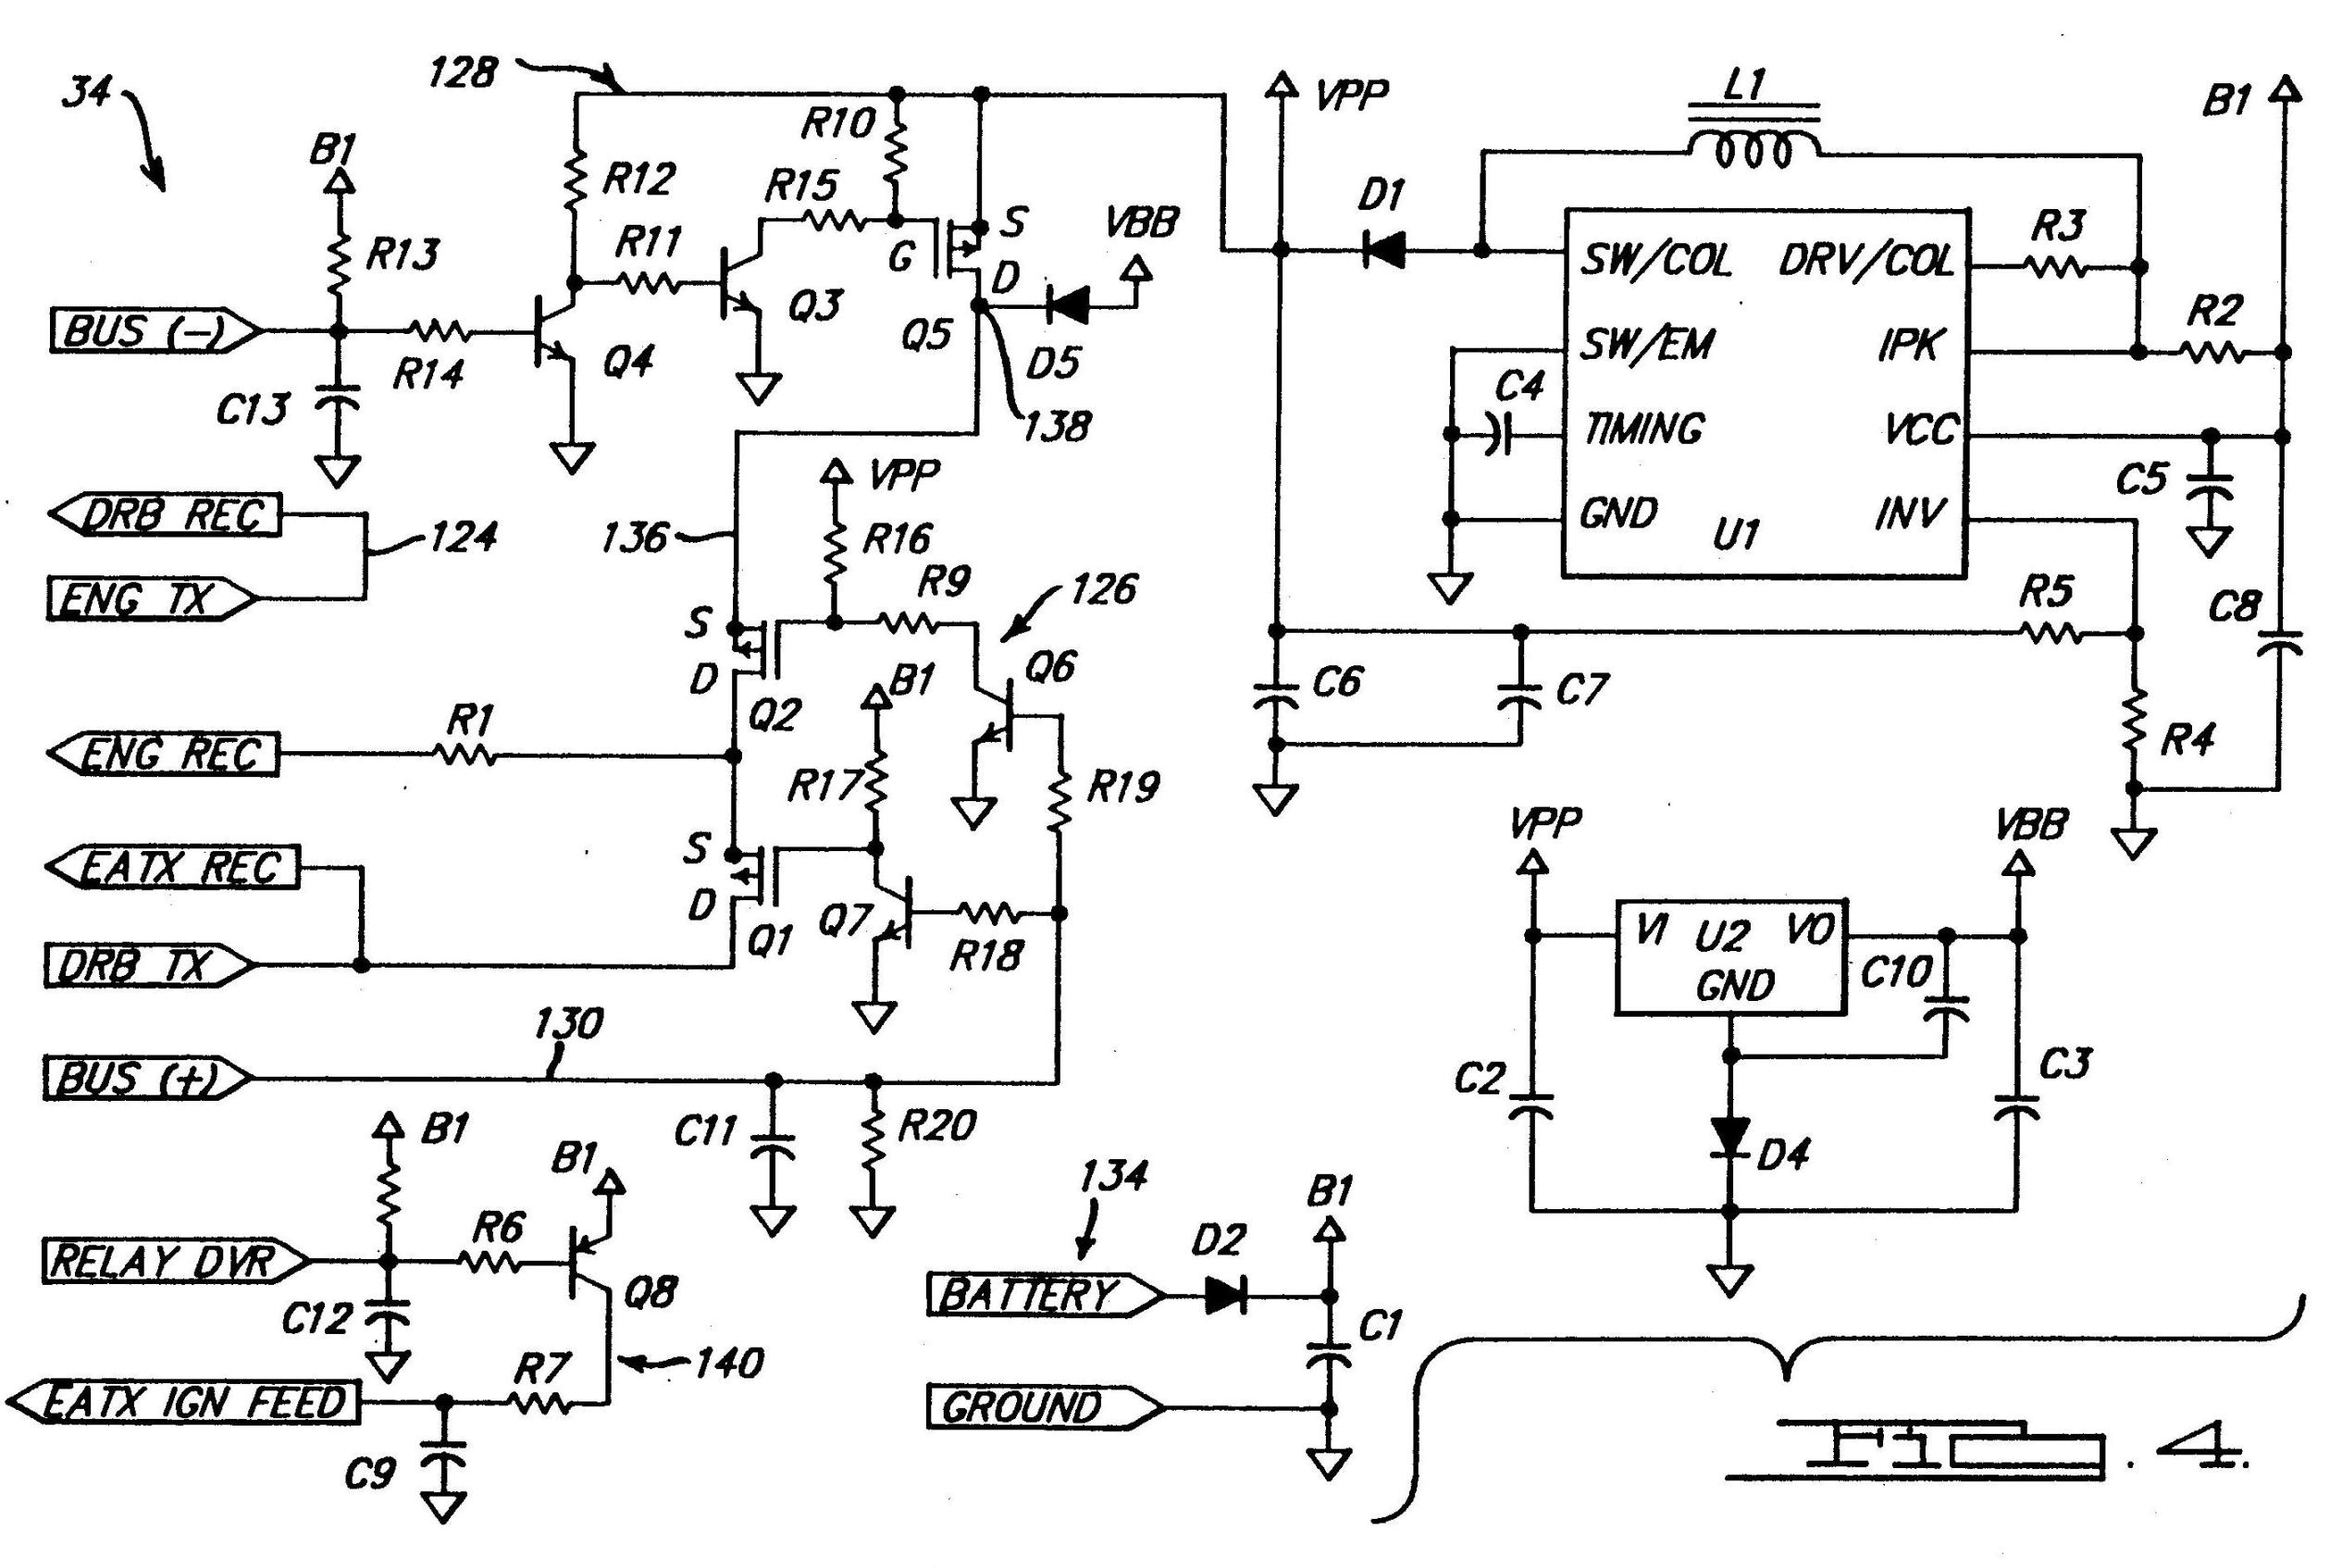 34
128
B1
R13
BUS (–)
C13
R14
R12
R11
Q4
Q3
R10
R15
G
S
D
Q5
VBB
D5
138
VPP
D1
L1
B1
SW/COL
DRV/COL
R3
SW/EM
IPK
R2
C4
TIMING
VCC
GND
U1
INV
C5
R5
C8
C6
C7
R4
DRB REC
124
ENG TX
136
VPP
R16
R9
126
S
D
Q2
Q6
B1
ENG REC
R1
R17
R19
S
D
Q1
Q7
R18
EATX REC
DRB TX
130
BUS (+)
C11
R20
VPP
VBB
VI
U2
VO
GND
C10
C2
C3
D4
B1
B1
RELAY DVR
R6
Q8
C12
R7
140
EATX IGN FEED
C9
134
B1
BATTERY
D2
C1
GROUND
FIG. 4.